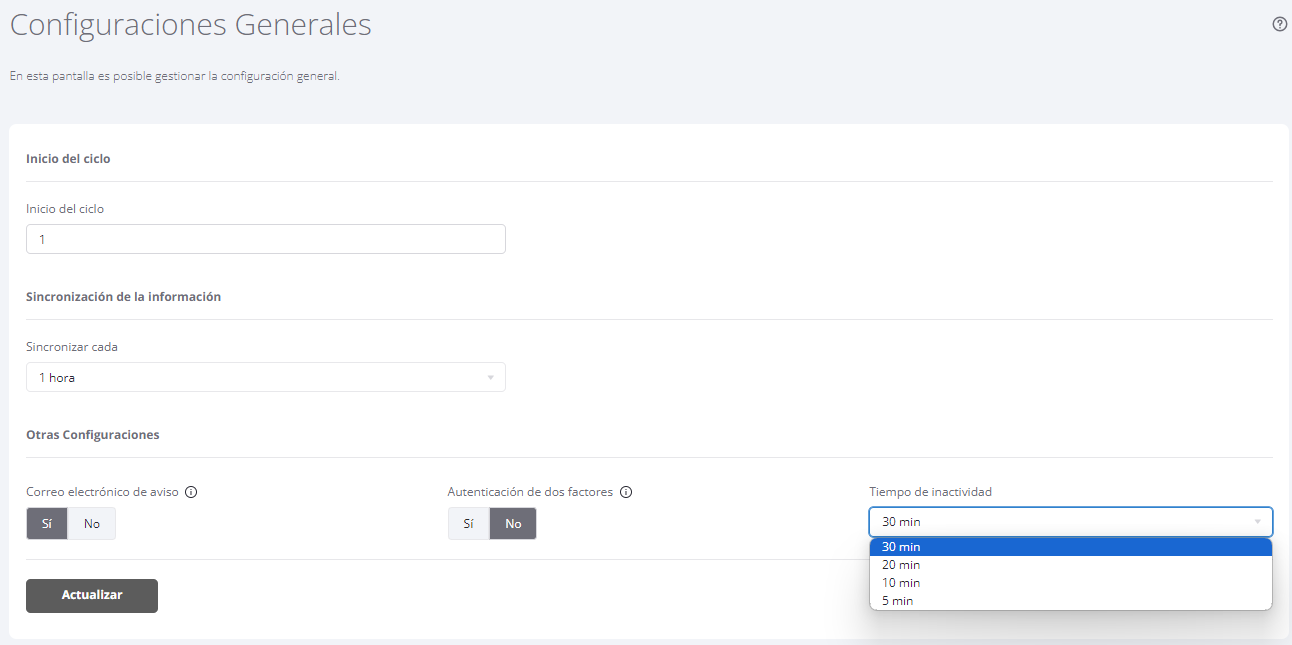 Configuraciones Generales
En esta pantalla es posible gestionar la configuración general.
Inicio del ciclo
Inicio del ciclo
1
Sincronización de la información
Sincronizar cada
1 hora
Otras Configuraciones
Correo electrónico de aviso
Sí No
Autenticación de dos factores
Sí No
Tiempo de inactividad
30 min
30 min
20 min
10 min
5 min
Actualizar